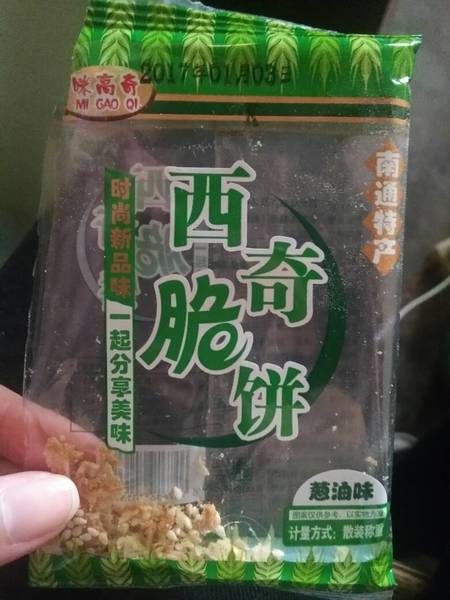 2017年01月03日
咪高奇
MI GAO QI
K
南通特产
西奇脆饼
时尚新品味
一起分享美味
葱油味
图案仅供参考，以实物为准
计量方式：散装称重